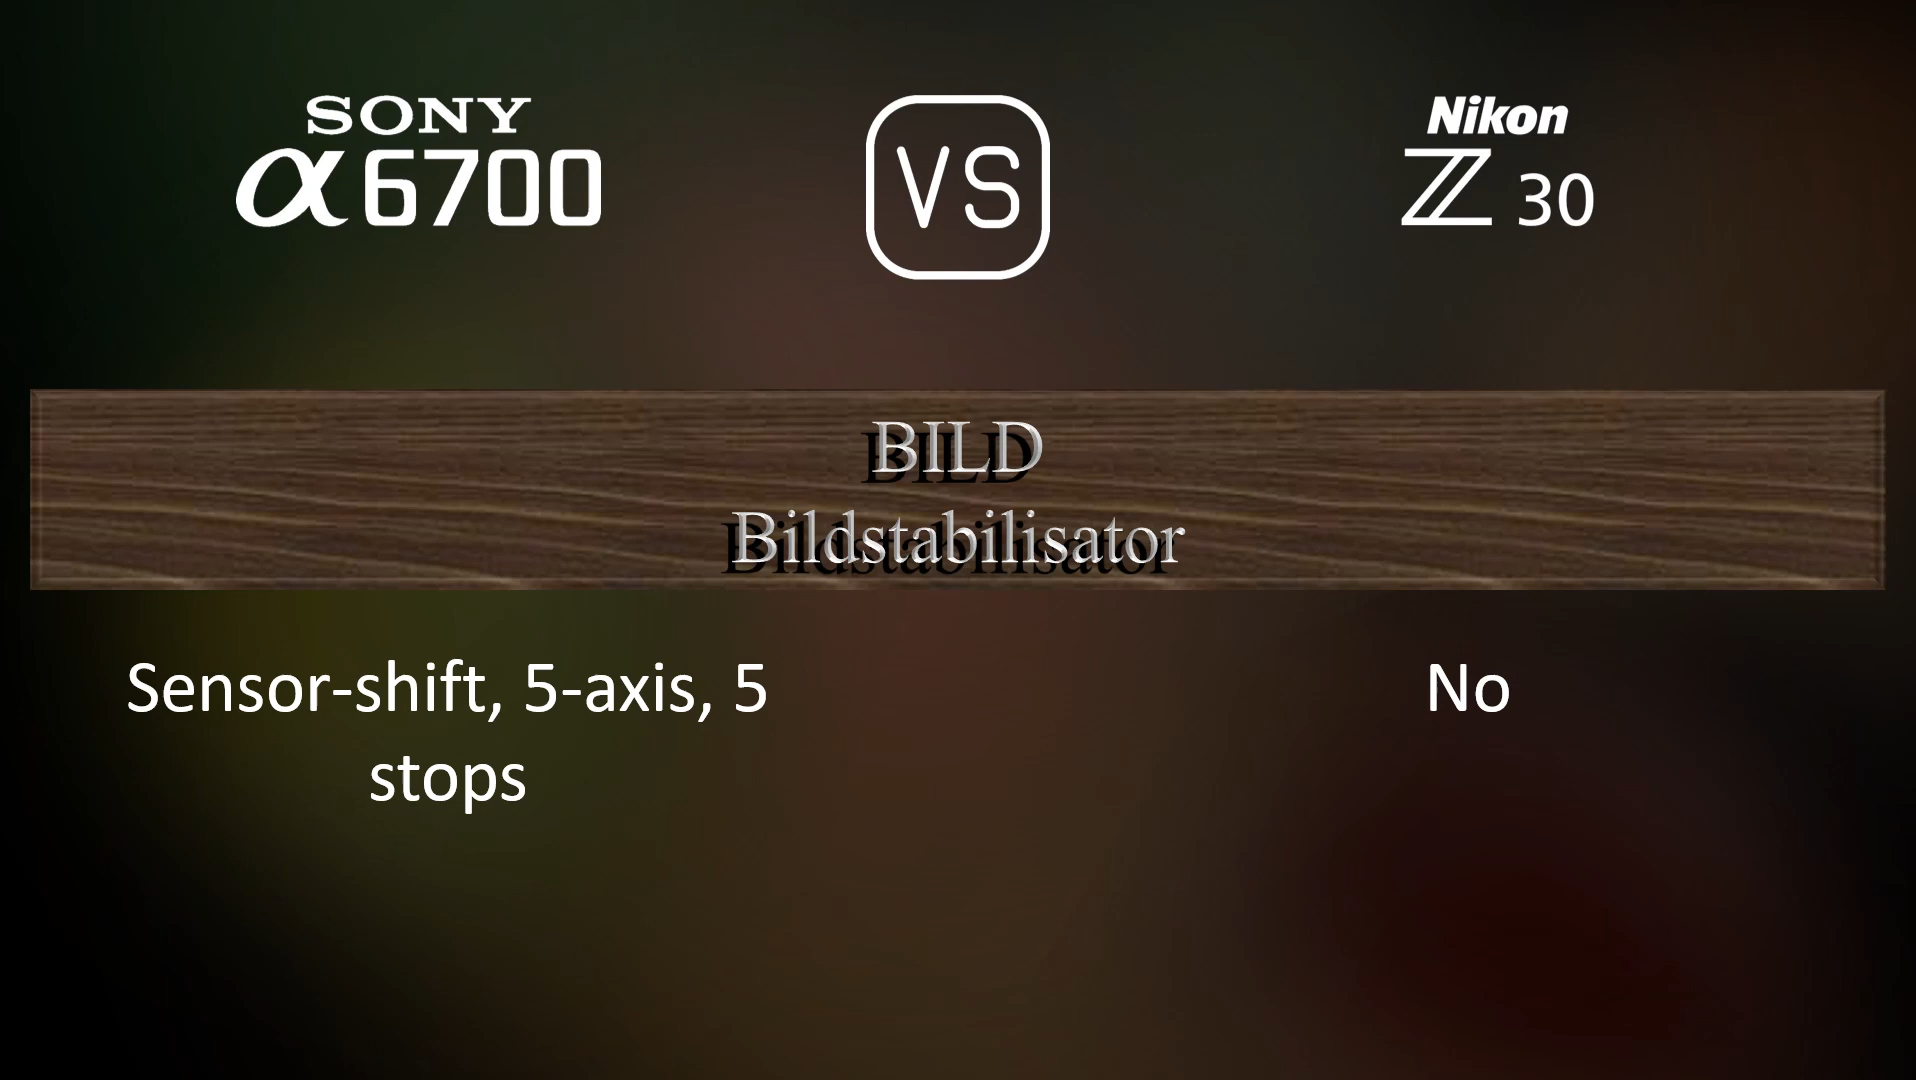 SONY
α6700
VS
Nikon
Z 30
BILD
Bildstabilisator
Sensor-shift, 5-axis, 5
stops
No